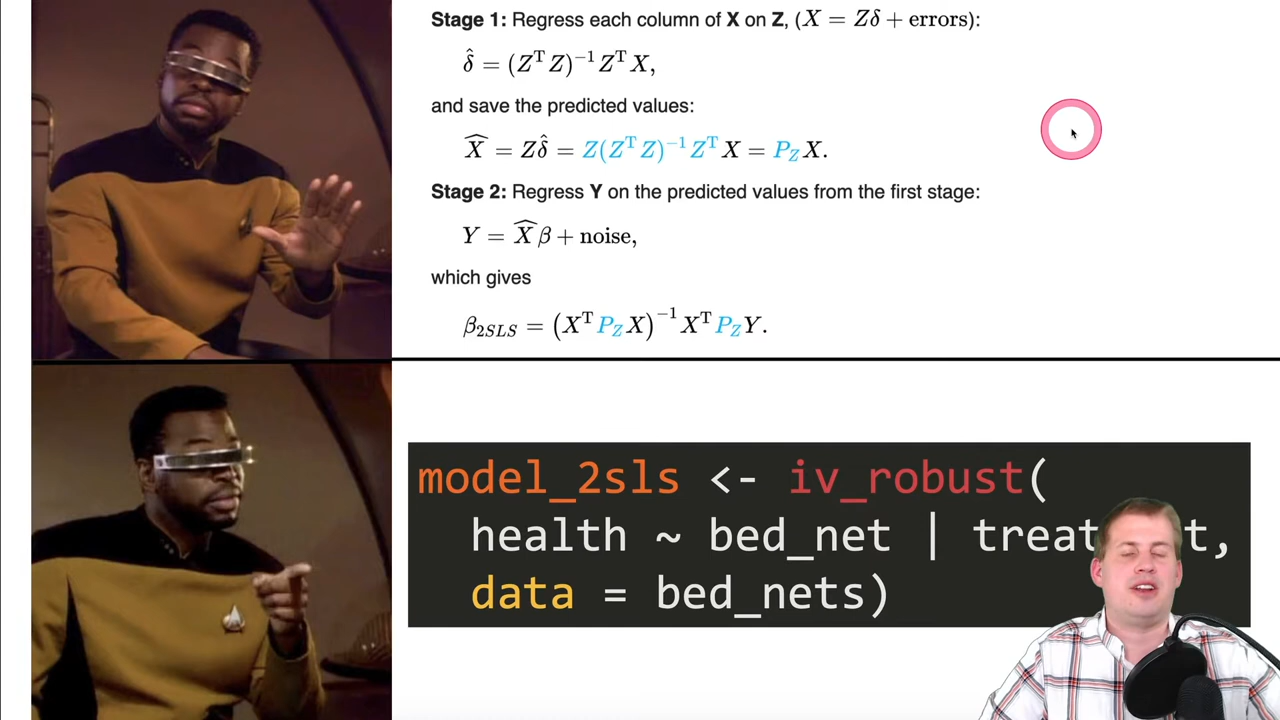 Stage 1: Regress each column of X on Z, (X = Zδ + errors):
δ̂ = (ZᵀZ)⁻¹ZᵀX,
and save the predicted values:
X̂ = Zδ̂ = Z(ZᵀZ)⁻¹ZᵀX = P_Z X.
Stage 2: Regress Y on the predicted values from the first stage:
Y = X̂β + noise,
which gives
β_2SLS = (XᵀP_Z X)⁻¹XᵀP_Z Y.
model_2sls <- iv_robust(
health ~ bed_net |
data = bed_nets)